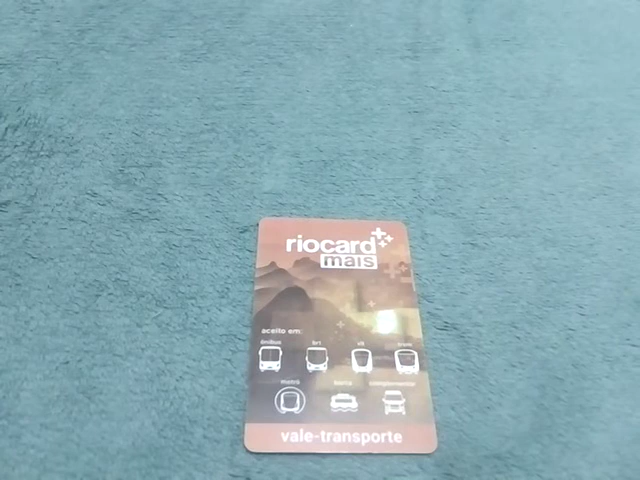 riocard
mais
aceito em:
ônibus brt vlt trem
metrô barca complementar
vale-transporte